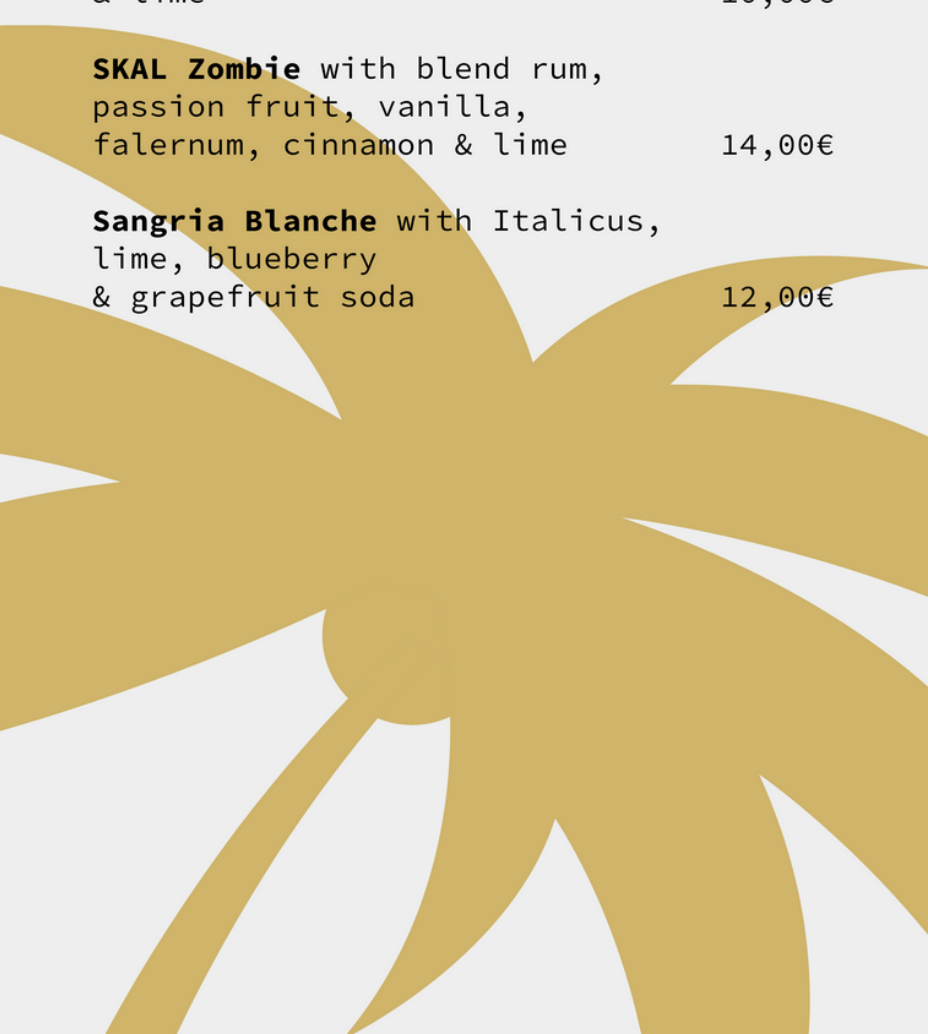 & lime
SKAL Zombie with blend rum,
passion fruit, vanilla,
falernum, cinnamon & lime 14,00€
Sangria Blanche with Italicus,
lime, blueberry
& grapefruit soda 12,00€